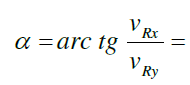 α = arc tg v_Rx / v_Ry =